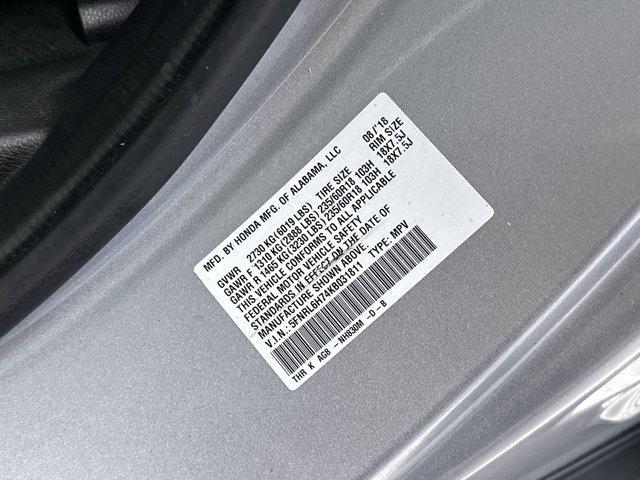 MFD. BY HONDA MFG. OF ALABAMA, LLC 08/'18
GVWR 2730 KG(6019 LBS) TIRE SIZE RIM SIZE
GAWR F 1310 KG(2888 LBS)235/60R18 103H 18X7.5J
GAWR R 1465 KG(3230 LBS)235/60R18 103H 18X7.5J
THIS VEHICLE CONFORMS TO ALL APPLICABLE
FEDERAL MOTOR VEHICLE SAFETY
STANDARDS IN EFFECT ON THE DATE OF
MANUFACTURE SHOWN ABOVE.
V.I.N.: 5FNRL6H74KB031811 TYPE: MPV
THR K AC8 - NH830M -D - B